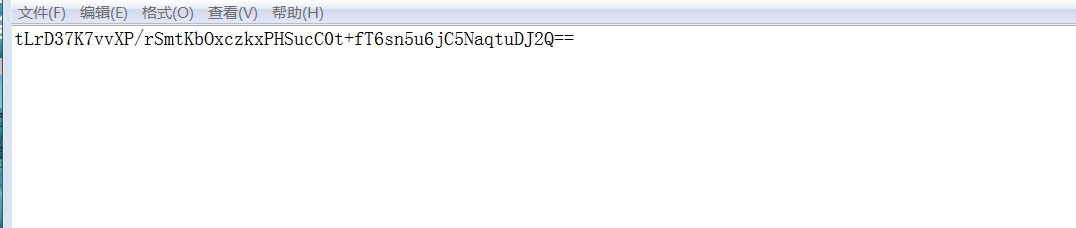 文件(F) 编辑(E) 格式(O) 查看(V) 帮助(H)
tLrD37K7vvXP/rSmtKbOxczkxPHSucC0t+fT6sn5u6jC5NaqtuDJ2Q==